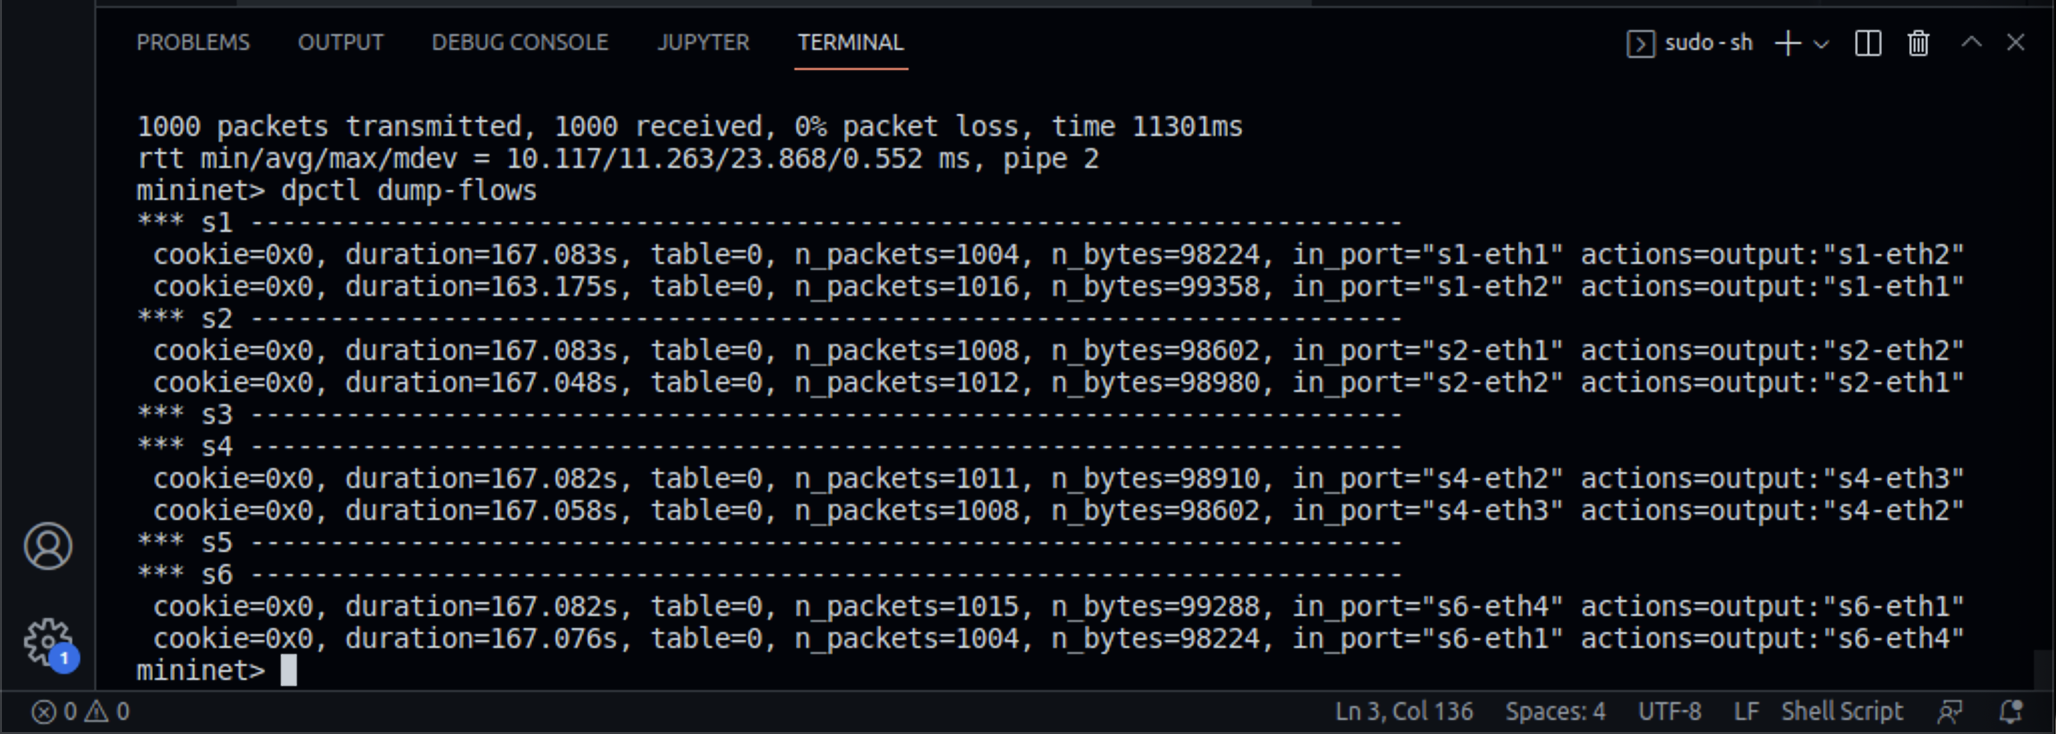 PROBLEMS OUTPUT DEBUG CONSOLE JUPYTER TERMINAL sudo - sh
1000 packets transmitted, 1000 received, 0% packet loss, time 11301ms
rtt min/avg/max/mdev = 10.117/11.263/23.868/0.552 ms, pipe 2
mininet> dpctl dump-flows
*** s1 ------------------------------------------------------------------------
cookie=0x0, duration=167.083s, table=0, n_packets=1004, n_bytes=98224, in_port="s1-eth1" actions=output:"s1-eth2"
cookie=0x0, duration=163.175s, table=0, n_packets=1016, n_bytes=99358, in_port="s1-eth2" actions=output:"s1-eth1"
*** s2 ------------------------------------------------------------------------
cookie=0x0, duration=167.083s, table=0, n_packets=1008, n_bytes=98602, in_port="s2-eth1" actions=output:"s2-eth2"
cookie=0x0, duration=167.048s, table=0, n_packets=1012, n_bytes=98980, in_port="s2-eth2" actions=output:"s2-eth1"
*** s3 ------------------------------------------------------------------------
*** s4 ------------------------------------------------------------------------
cookie=0x0, duration=167.082s, table=0, n_packets=1011, n_bytes=98910, in_port="s4-eth2" actions=output:"s4-eth3"
cookie=0x0, duration=167.058s, table=0, n_packets=1008, n_bytes=98602, in_port="s4-eth3" actions=output:"s4-eth2"
*** s5 ------------------------------------------------------------------------
*** s6 ------------------------------------------------------------------------
cookie=0x0, duration=167.082s, table=0, n_packets=1015, n_bytes=99288, in_port="s6-eth4" actions=output:"s6-eth1"
cookie=0x0, duration=167.076s, table=0, n_packets=1004, n_bytes=98224, in_port="s6-eth1" actions=output:"s6-eth4"
mininet>
1
0 0 Ln 3, Col 136 Spaces: 4 UTF-8 LF Shell Script